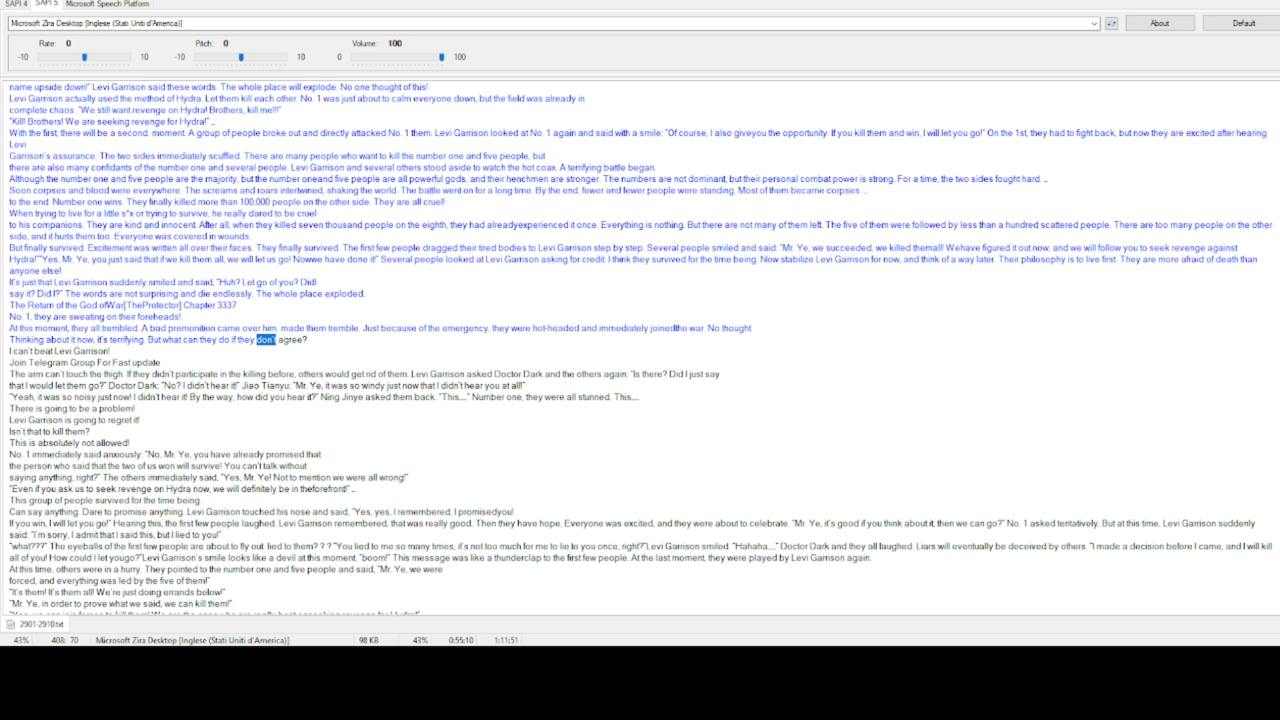 SAPI 4 SAPI 5 Microsoft Speech Platform
Microsoft Zira Desktop [Inglese (Stati Uniti d'America)] About Default
Rate: 0 Pitch: 0 Volume: 100
-10 10 -10 10 0 100
name upside down!" Levi Garrison said these words. The whole place will explode. No one thought of this!
Levi Garrison actually used the method of Hydra. Let them kill each other. No. 1 was just about to calm everyone down, but the field was already in
complete chaos. "We still want revenge on Hydra! Brothers, kill me!!!"
"Kill! Brothers! We are seeking revenge for Hydra!" ...
With the first, there will be a second. moment. A group of people broke out and directly attacked No. 1 them. Levi Garrison looked at No. 1 again and said with a smile: "Of course, I also giveyou the opportunity. If you kill them and win, I will let you go!" On the 1st, they had to fight back, but now they are excited after hearing
Levi
Garrison's assurance. The two sides immediately scuffled. There are many people who want to kill the number one and five people, but
there are also many confidants of the number one and several people. Levi Garrison and several others stood aside to watch the hot coax. A terrifying battle began.
Although the number one and five people are the majority, but the number oneand five people are all powerful gods, and their henchmen are stronger. The numbers are not dominant, but their personal combat power is strong. For a time, the two sides fought hard. ...
Soon corpses and blood were everywhere. The screams and roars intertwined, shaking the world. The battle went on for a long time. By the end, fewer and fewer people were standing. Most of them became corpses. ...
to the end. Number one wins. They finally killed more than 100,000 people on the other side. They are all cruel!
When trying to live for a little s*x or trying to survive, he really dared to be cruel
to his companions. They are kind and innocent. After all, when they killed seven thousand people on the eighth, they had alreadyexperienced it once. Everything is nothing. But there are not many of them left. The five of them were followed by less than a hundred scattered people. There are too many people on the other
side, and it hurts them too. Everyone was covered in wounds.
But finally survived. Excitement was written all over their faces. They finally survived. The first few people dragged their tired bodies to Levi Garrison step by step. Several people smiled and said: "Mr. Ye, we succeeded, we killed themall! Wehave figured it out now, and we will follow you to seek revenge against
Hydra!""Yes, Mr. Ye, you just said that if we kill them all, we will let us go! Nowwe have done it!" Several people looked at Levi Garrison asking for credit. I think they survived for the time being. Now stabilize Levi Garrison for now, and think of a way later. Their philosophy is to live first. They are more afraid of death than
anyone else!
It's just that Levi Garrison suddenly smiled and said, "Huh? Let go of you? DidI
say it? Did I?" The words are not surprising and die endlessly. The whole place exploded.
The Return of the God ofWar[TheProtector] Chapter 3337
No. 1, they are sweating on their foreheads!
At this moment, they all trembled. A bad premonition came over him, made them tremble. Just because of the emergency, they were hot-headed and immediately joinedthe war. No thought
Thinking about it now, it's terrifying. But what can they do if they don't agree?
I can't beat Levi Garrison!
Join Telegram Group For Fast update
The arm can't touch the thigh. If they didn't participate in the killing before, others would get rid of them. Levi Garrison asked Doctor Dark and the others again: "Is there? Did I just say
that I would let them go?" Doctor Dark: "No? I didn't hear it!" Jiao Tianyu: "Mr. Ye, it was so windy just now that I didn't hear you at all!"
"Yeah, it was so noisy just now! I didn't hear it! By the way, how did you hear it?" Ning Jinye asked them back. "This...." Number one, they were all stunned. This....
There is going to be a problem!
Levi Garrison is going to regret it!
Isn't that to kill them?
This is absolutely not allowed!
No. 1 immediately said anxiously: "No, Mr. Ye, you have already promised that
the person who said that the two of us won will survive! You can't talk without
saying anything, right?" The others immediately said, "Yes, Mr. Ye! Not to mention we were all wrong!"
"Even if you ask us to seek revenge on Hydra now, we will definitely be in theforefront!" ...
This group of people survived for the time being.
Can say anything. Dare to promise anything. Levi Garrison touched his nose and said, "Yes, yes, I remembered, I promisedyou!
If you win, I will let you go!" Hearing this, the first few people laughed. Levi Garrison remembered, that was really good. Then they have hope. Everyone was excited, and they were about to celebrate. "Mr. Ye, it's good if you think about it, then we can go?" No. 1 asked tentatively. But at this time, Levi Garrison suddenly
said: "I'm sorry, I admit that I said this, but I lied to you!"
"what???" The eyeballs of the first few people are about to fly out. lied to them? ? ? "You lied to me so many times, it's not too much for me to lie to you once, right?"Levi Garrison smiled. "Hahaha...." Doctor Dark and they all laughed. Liars will eventually be deceived by others. "I made a decision before I came, and I will kill
all of you! How could I let yougo?"Levi Garrison's smile looks like a devil at this moment. "boom!" This message was like a thunderclap to the first few people. At the last moment, they were played by Levi Garrison again.
At this time, others were in a hurry. They pointed to the number one and five people and said, "Mr. Ye, we were
forced, and everything was led by the five of them!"
"It's them! It's them all! We're just doing errands below!"
"Mr. Ye, in order to prove what we said, we can kill them!"
2901-2910.txt
43% 408: 70 Microsoft Zira Desktop [Inglese (Stati Uniti d'America)] 98 KB 43% 0:55:10 1:11:51